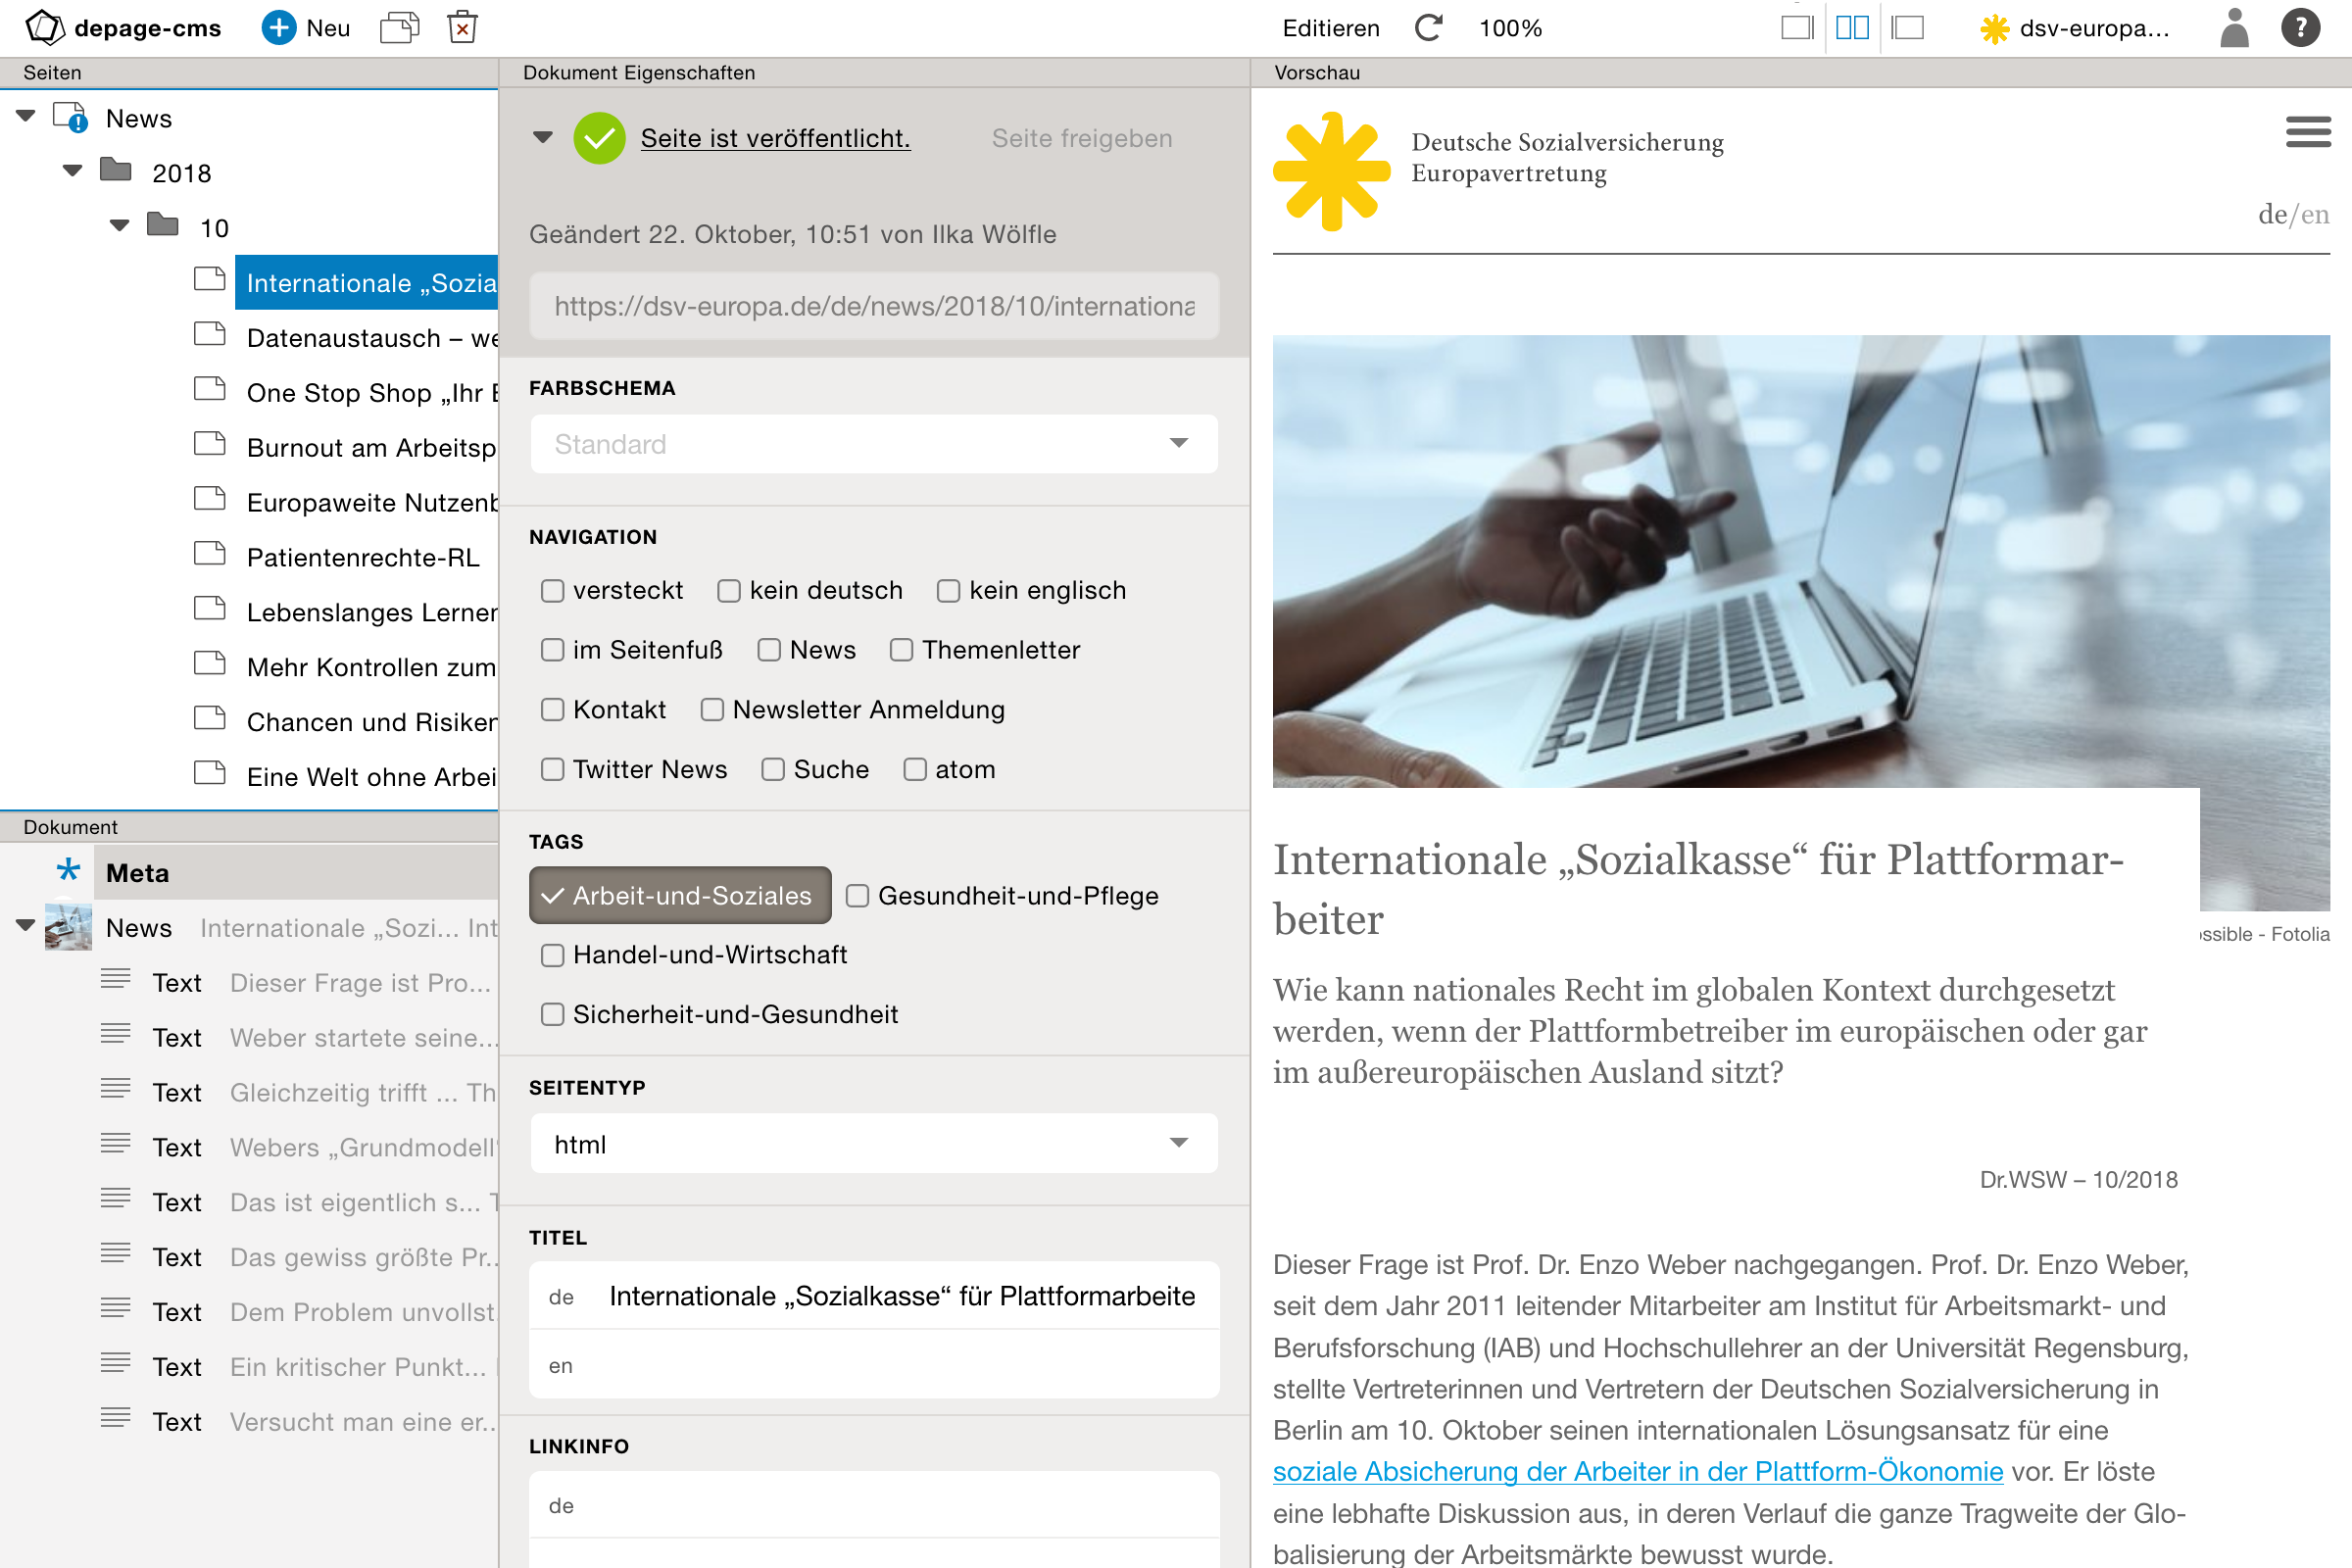 depage-cms
Neu
Editieren
100%
dsv-europa...
?
Seiten
News
2018
10
Internationale „Sozia
Datenaustausch – we
One Stop Shop „Ihr
Burnout am Arbeitsp
Europaweite Nutzenb
Patientenrechte-RL
Lebenslanges Lerner
Mehr Kontrollen zum
Chancen und Risiken
Eine Welt ohne Arbei
Dokument
Meta
News Internationale „Sozi... Int
Text Dieser Frage ist Pro...
Text Weber startete seine...
Text Gleichzeitig trifft ... Th
Text Webers „Grundmodell“
Text Das ist eigentlich s... T
Text Das gewiss größte Pr...
Text Dem Problem unvollst
Text Ein kritischer Punkt...
Text Versucht man eine er...
Dokument Eigenschaften
Seite ist veröffentlicht.
Seite freigeben
Geändert 22. Oktober, 10:51 von Ilka Wölfle
https://dsv-europa.de/de/news/2018/10/internationa
FARBSCHEMA
Standard
NAVIGATION
versteckt kein deutsch kein englisch
im Seitenfuß News Themenletter
Kontakt Newsletter Anmeldung
Twitter News Suche atom
TAGS
Arbeit-und-Soziales Gesundheit-und-Pflege
Handel-und-Wirtschaft
Sicherheit-und-Gesundheit
SEITENTYP
html
TITEL
de Internationale „Sozialkasse“ für Plattformarbeite
en
LINKINFO
de
Vorschau
Deutsche Sozialversicherung
Europavertretung
de/en
Internationale „Sozialkasse“ für Plattformar-
beiter
ossible - Fotolia
Wie kann nationales Recht im globalen Kontext durchgesetzt
werden, wenn der Plattformbetreiber im europäischen oder gar
im außereuropäischen Ausland sitzt?
Dr.WSW – 10/2018
Dieser Frage ist Prof. Dr. Enzo Weber nachgegangen. Prof. Dr. Enzo Weber,
seit dem Jahr 2011 leitender Mitarbeiter am Institut für Arbeitsmarkt- und
Berufsforschung (IAB) und Hochschullehrer an der Universität Regensburg,
stellte Vertreterinnen und Vertretern der Deutschen Sozialversicherung in
Berlin am 10. Oktober seinen internationalen Lösungsansatz für eine
soziale Absicherung der Arbeiter in der Plattform-Ökonomie vor. Er löste
eine lebhafte Diskussion aus, in deren Verlauf die ganze Tragweite der Glo-
balisierung der Arbeitsmärkte bewusst wurde.